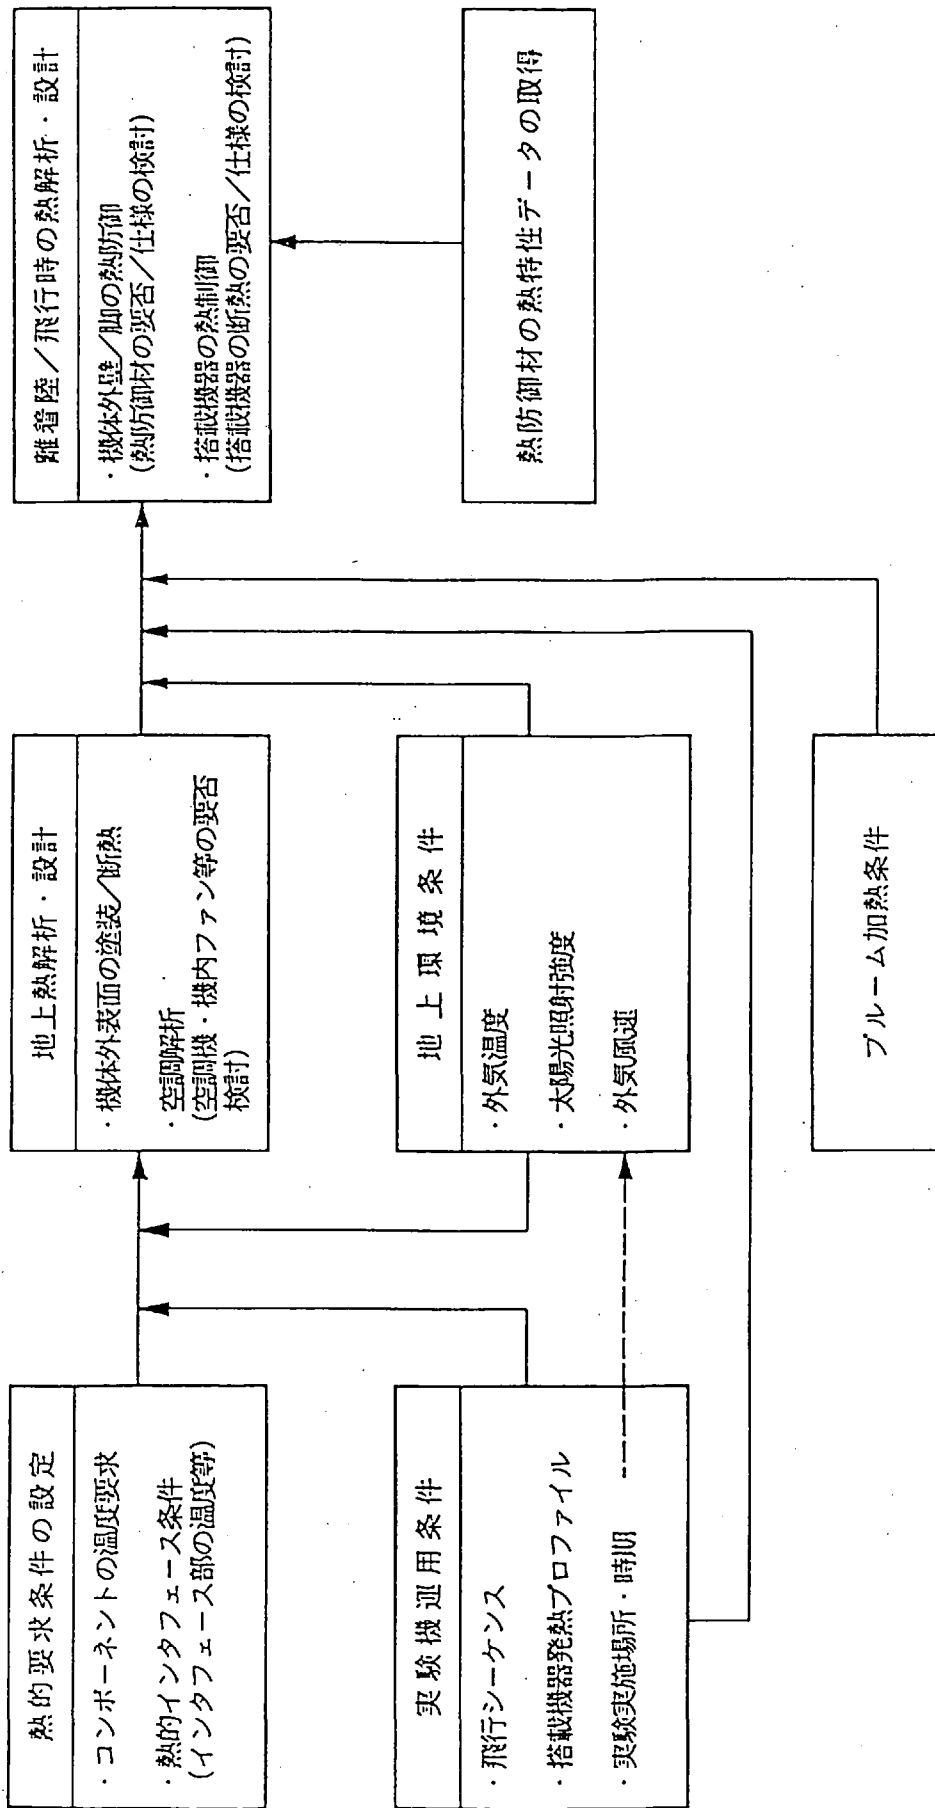 熱的要求条件の設定
・コンポーネントの温度要求
・熱的インタフェース条件
(インタフェース部の温度等)
実験機運用条件
・飛行シーケンス
・搭載機器発熱プロファイル
・実験実施場所・時期
地上熱解析・設計
・機体外表面の塗装／断熱
・空調解析
(空調機・機内ファン等の要否
検討)
地上環境条件
・外気温度
・太陽光照射強度
・外気風速
プルーム加熱条件
離着陸／飛行時の熱解析・設計
・機体外壁／脚の熱防御
(熱防御材の要否／仕様の検討)
・搭載機器の熱制御
(搭載機器の断熱の要否／仕様の検討)
熱防御材の熱特性データの取得